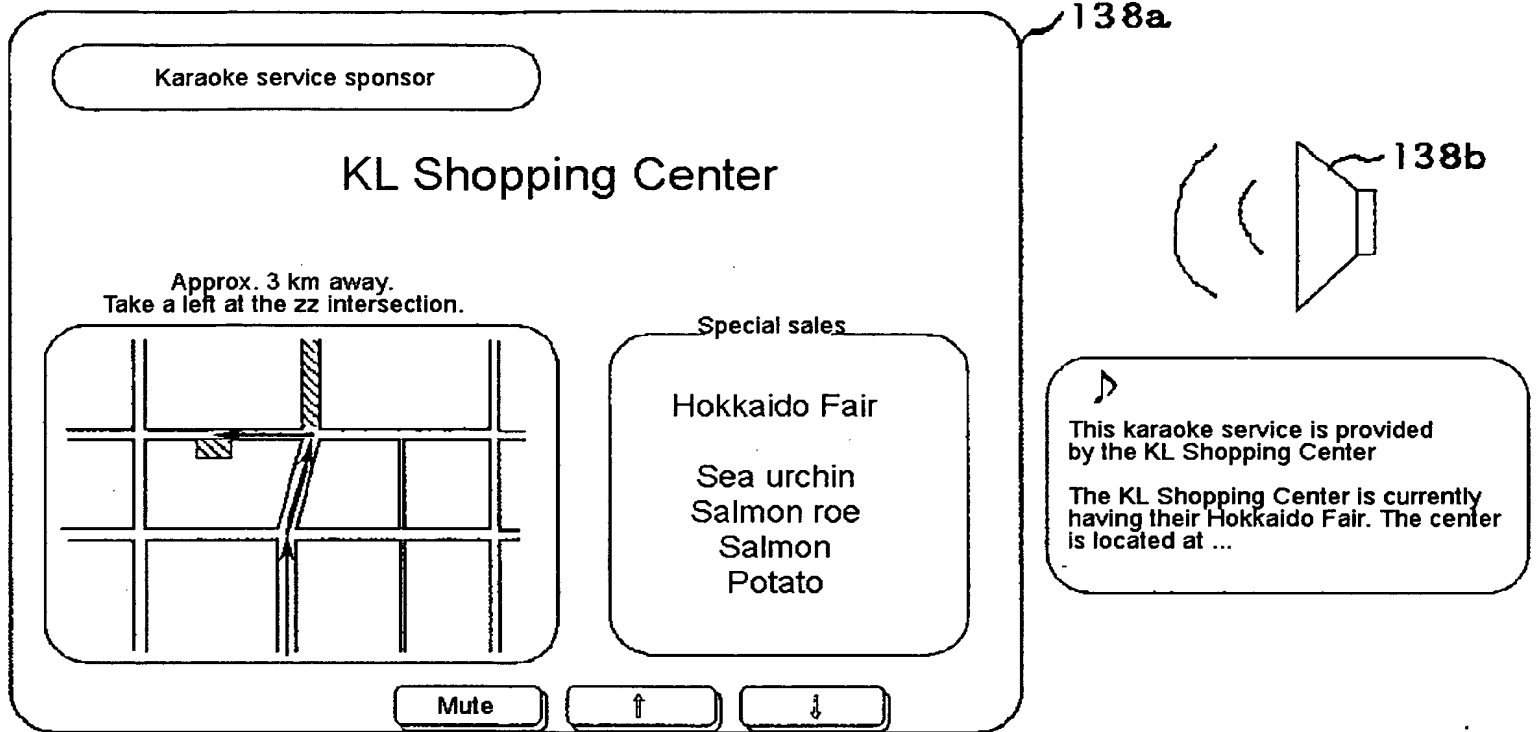 138a
Karaoke service sponsor
KL Shopping Center
138b
Approx. 3 km away.
Take a left at the zz intersection.
Special sales
Hokkaido Fair
Sea urchin
Salmon roe
Salmon
Potato
♪
This karaoke service is provided
by the KL Shopping Center
The KL Shopping Center is currently
having their Hokkaido Fair. The center
is located at ...
Mute
⇑
⇓